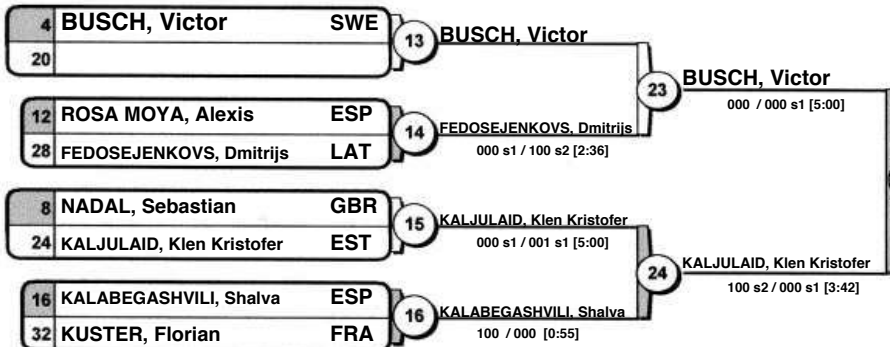 4 BUSCH, Victor SWE
20
13 BUSCH, Victor
12 ROSA MOYA, Alexis ESP
28 FEDOSEJENKOVS, Dmitrijs LAT
14 FEDOSEJENKOVS, Dmitrijs
000 s1 / 100 s2 [2:36]
23 BUSCH, Victor
000 / 000 s1 [5:00]
8 NADAL, Sebastian GBR
24 KALJULAID, Klen Kristofer EST
15 KALJULAID, Klen Kristofer
000 s1 / 001 s1 [5:00]
16 KALABEGASHVILI, Shalva ESP
32 KUSTER, Florian FRA
16 KALABEGASHVILI, Shalva
100 / 000 [0:55]
24 KALJULAID, Klen Kristofer
100 s2 / 000 s1 [3:42]